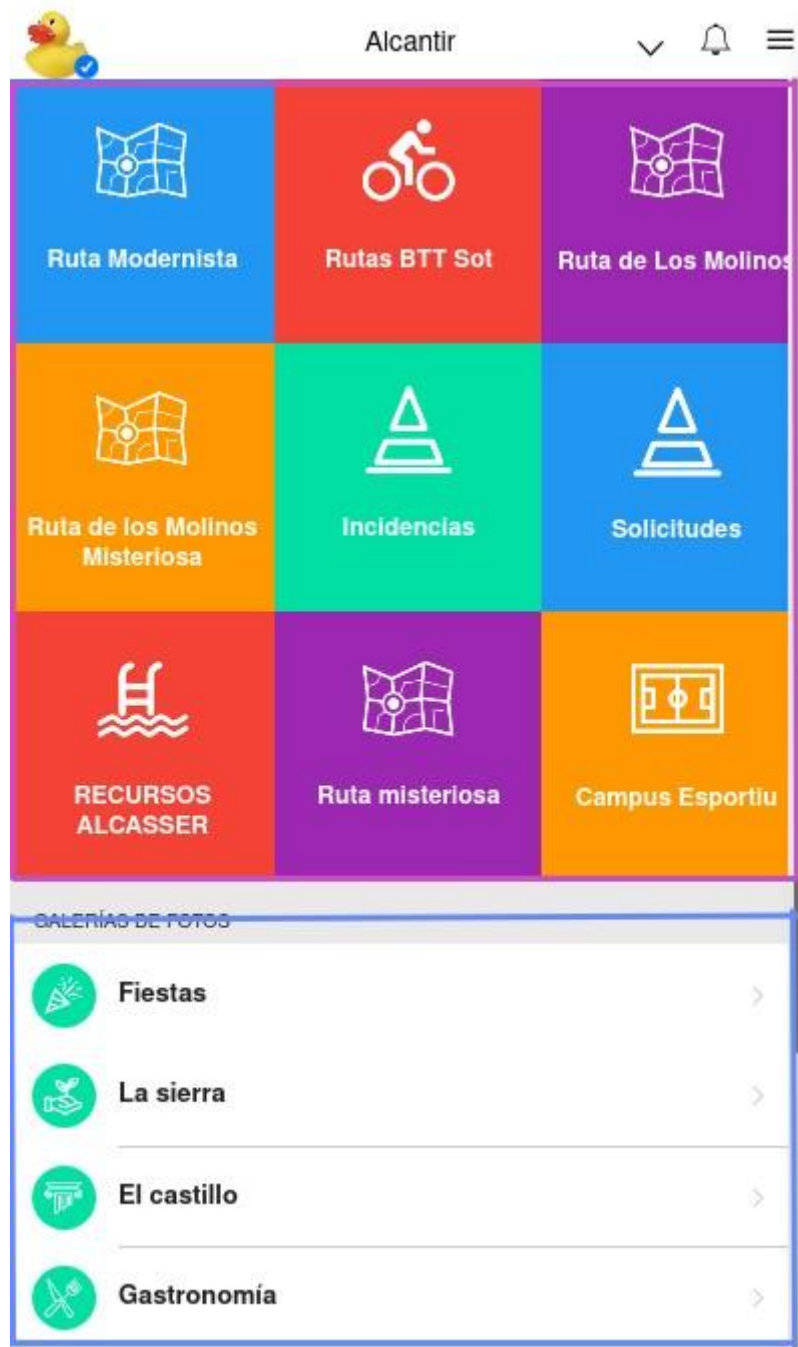 Alcantir
Ruta Modernista
Rutas BTT Sot
Ruta de Los Molinos
Ruta de los Molinos
Misteriosa
Incidencias
Solicitudes
RECURSOS
ALCASSER
Ruta misteriosa
Campus Esportiu
GALERÍAS DE FOTOS
Fiestas
La sierra
El castillo
Gastronomía